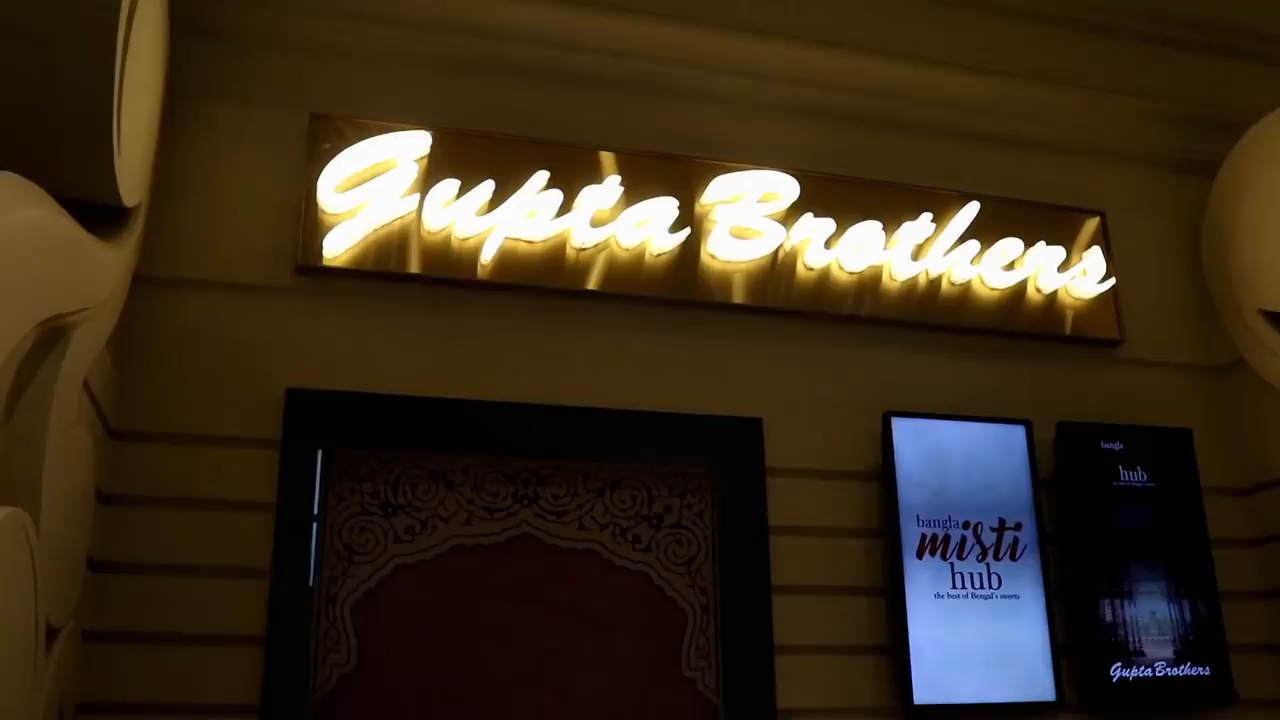 Gupta Brothers
bangla
misti
hub
the best of Bengal's sweets
bangla
hub
Gupta Brothers